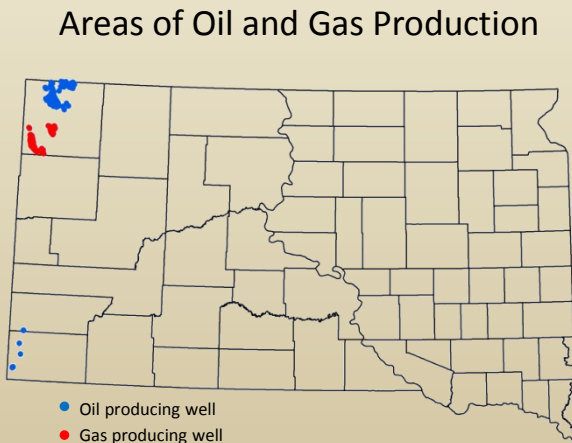 Areas of Oil and Gas Production
Oil producing well
Gas producing well